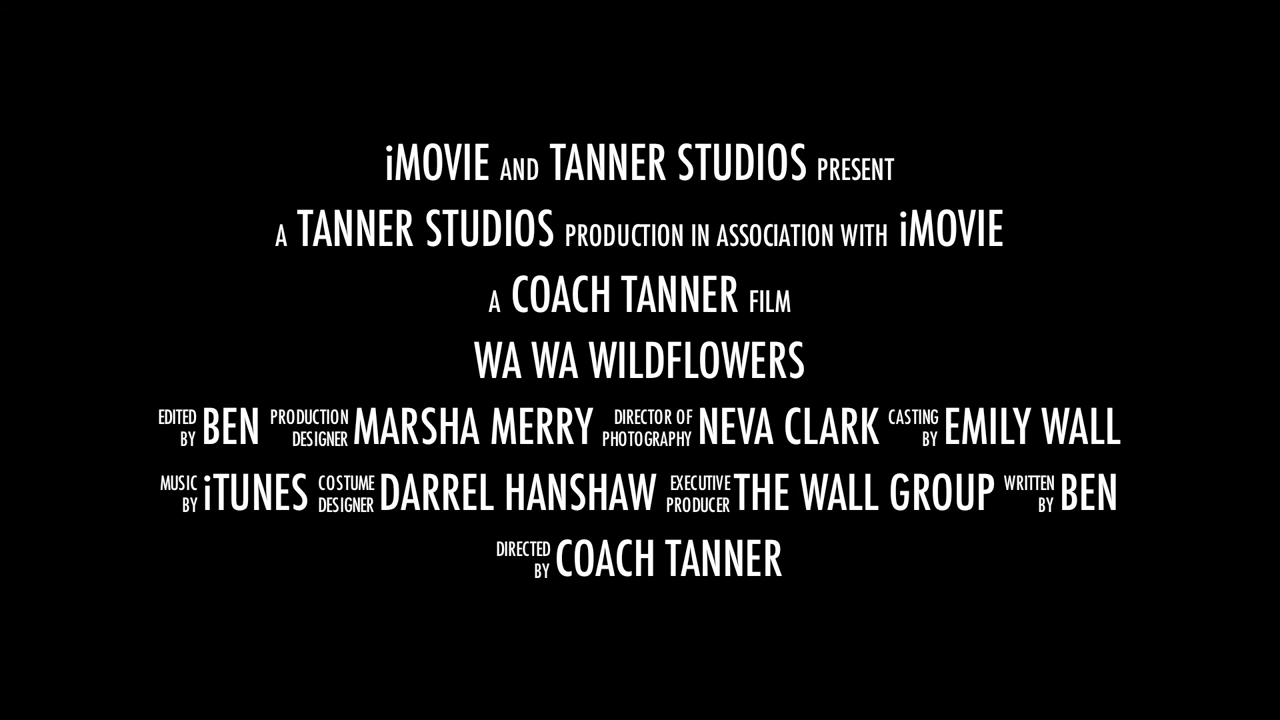 iMOVIE AND TANNER STUDIOS PRESENT
A TANNER STUDIOS PRODUCTION IN ASSOCIATION WITH iMOVIE
A COACH TANNER FILM
WA WA WILDFLOWERS
EDITED BY BEN PRODUCTION DESIGNER MARSHA MERRY DIRECTOR OF PHOTOGRAPHY NEVA CLARK CASTING BY EMILY WALL
MUSIC BY iTUNES COSTUME DESIGNER DARREL HANSHAW EXECUTIVE PRODUCER THE WALL GROUP WRITTEN BY BEN
DIRECTED BY COACH TANNER